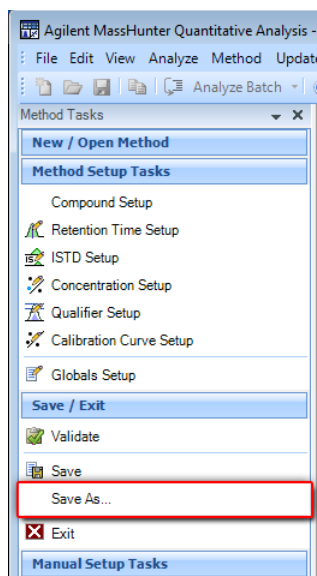 Agilent MassHunter Quantitative Analysis -
File Edit View Analyze Method Updat
Analyze Batch
Method Tasks
New / Open Method
Method Setup Tasks
Compound Setup
Retention Time Setup
ISTD Setup
Concentration Setup
Qualifier Setup
Calibration Curve Setup
Globals Setup
Save / Exit
Validate
Save
Save As...
Exit
Manual Setup Tasks